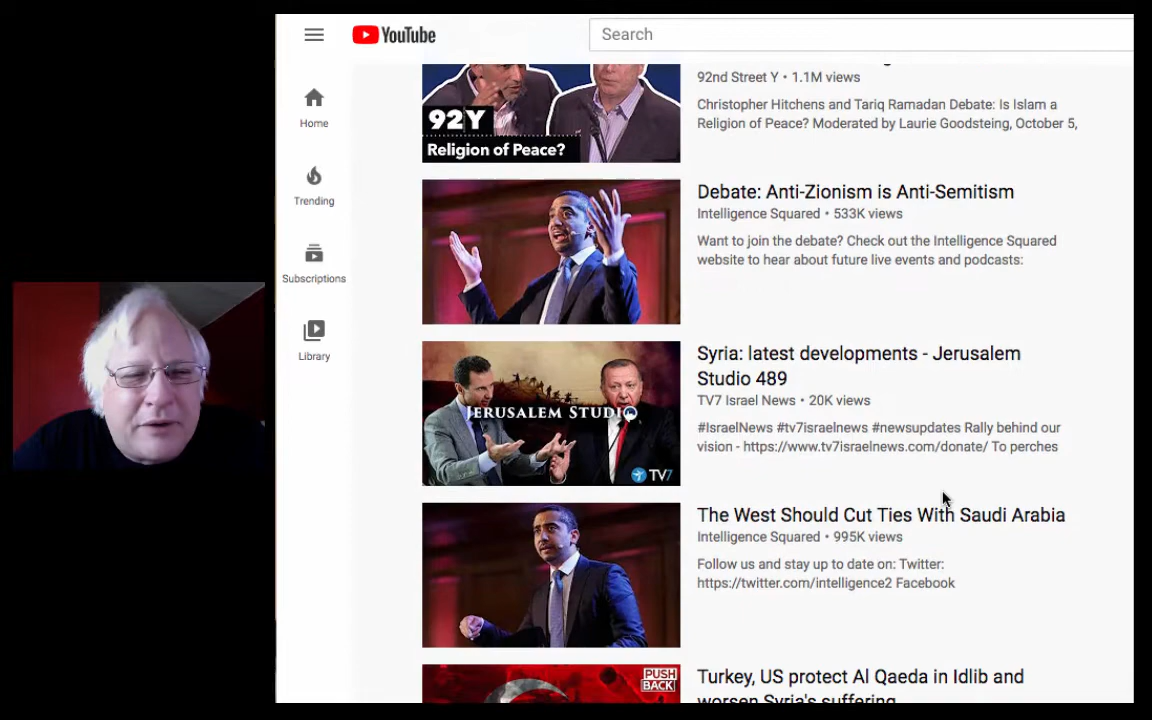 YouTube
Search
Home
Trending
Subscriptions
Library
92Y
Religion of Peace?
92nd Street Y • 1.1M views
Christopher Hitchens and Tariq Ramadan Debate: Is Islam a
Religion of Peace? Moderated by Laurie Goodsteing, October 5,
Debate: Anti-Zionism is Anti-Semitism
Intelligence Squared • 533K views
Want to join the debate? Check out the Intelligence Squared
website to hear about future live events and podcasts:
JERUSALEM STUDIO
TV7
Syria: latest developments - Jerusalem
Studio 489
TV7 Israel News • 20K views
#IsraelNews #tv7israelnews #newsupdates Rally behind our
vision - https://www.tv7israelnews.com/donate/ To perches
The West Should Cut Ties With Saudi Arabia
Intelligence Squared • 995K views
Follow us and stay up to date on: Twitter:
https://twitter.com/intelligence2 Facebook
PUSH
BACK
Turkey, US protect Al Qaeda in Idlib and
worsen Syria's suffering